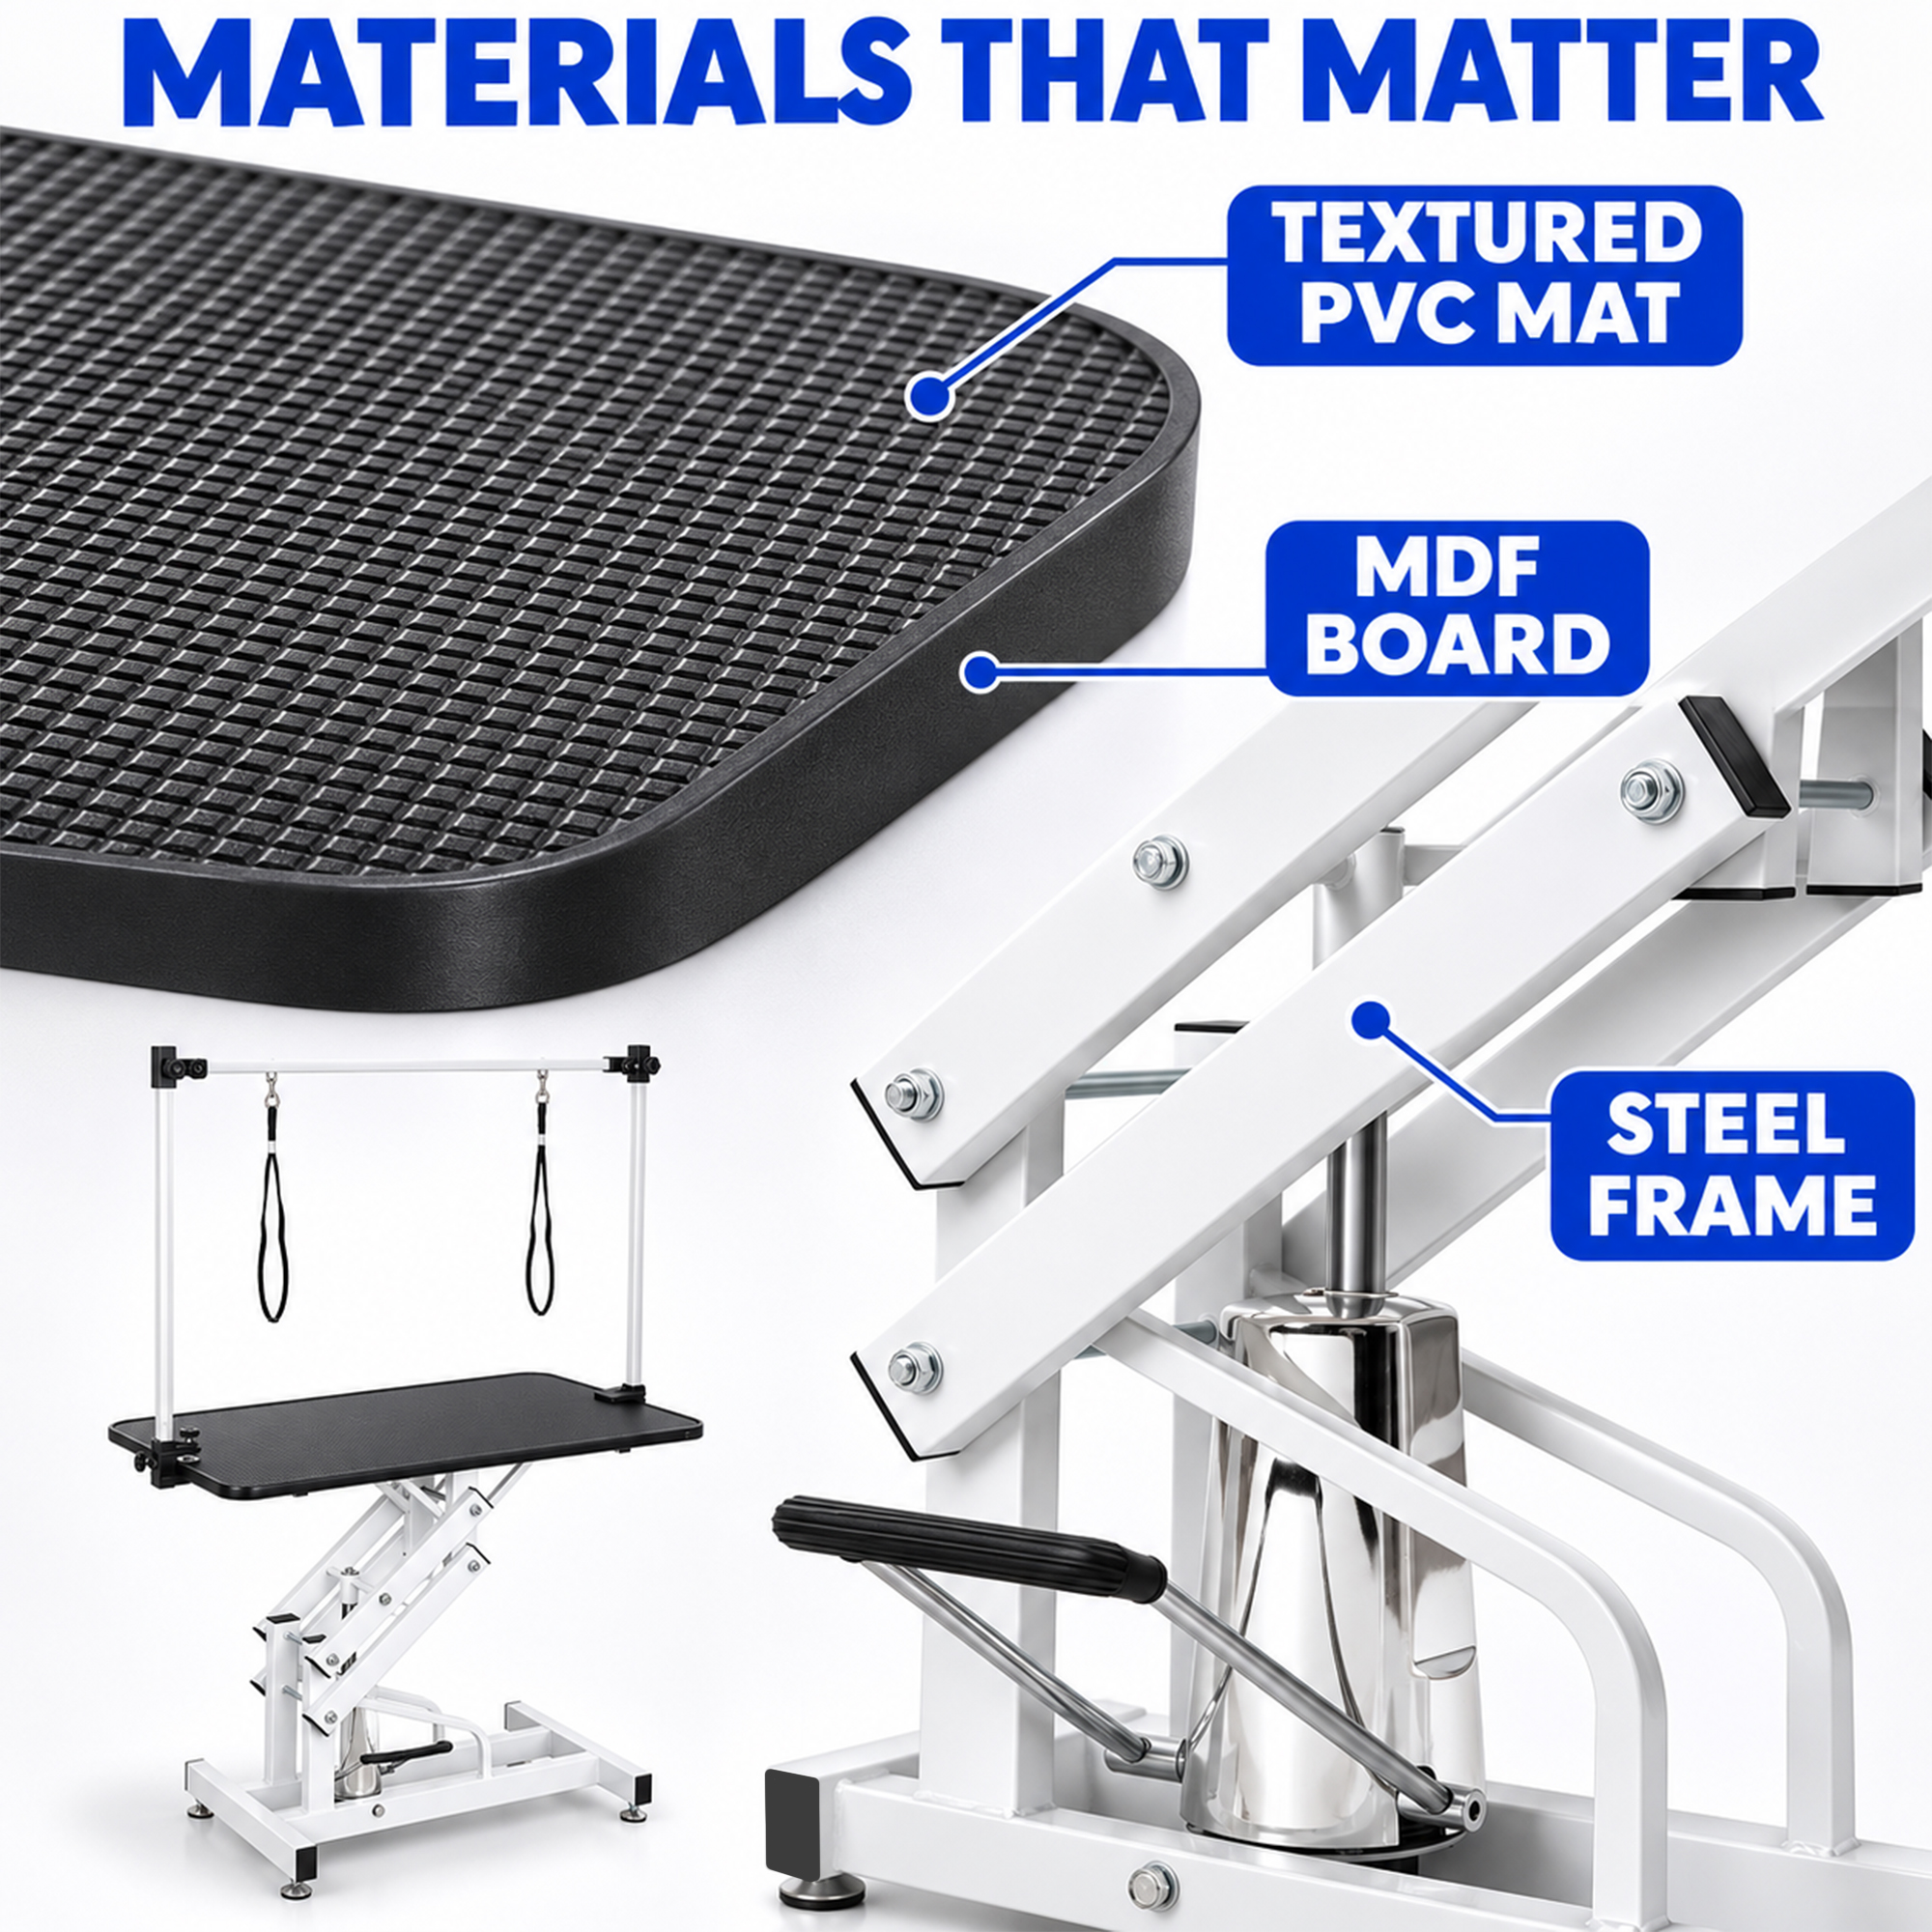 MATERIALS THAT MATTER
TEXTURED
PVC MAT
MDF
BOARD
STEEL
FRAME